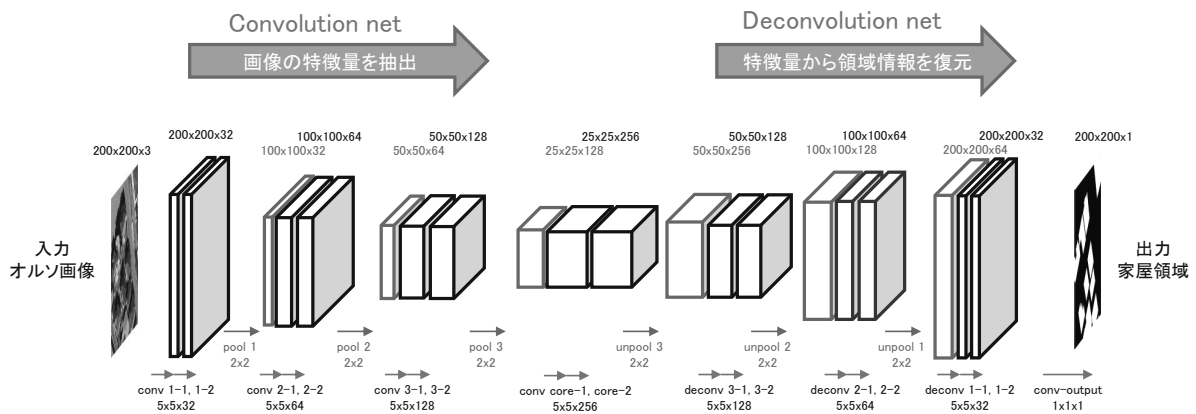 Convolution net
画像の特徴量を抽出
Deconvolution net
特徴量から領域情報を復元
200x200x3
200x200x32
100x100x32
100x100x64
50x50x64
50x50x128
25x25x128
25x25x256
50x50x256
50x50x128
100x100x128
100x100x64
200x200x64
200x200x32
200x200x1
入力
オルソ画像
出力
家屋領域
pool 1
2x2
pool 2
2x2
pool 3
2x2
unpool 3
2x2
unpool 2
2x2
unpool 1
2x2
conv 1-1, 1-2
5x5x32
conv 2-1, 2-2
5x5x64
conv 3-1, 3-2
5x5x128
conv core-1, core-2
5x5x256
deconv 3-1, 3-2
5x5x128
deconv 2-1, 2-2
5x5x64
deconv 1-1, 1-2
5x5x32
conv-output
1x1x1